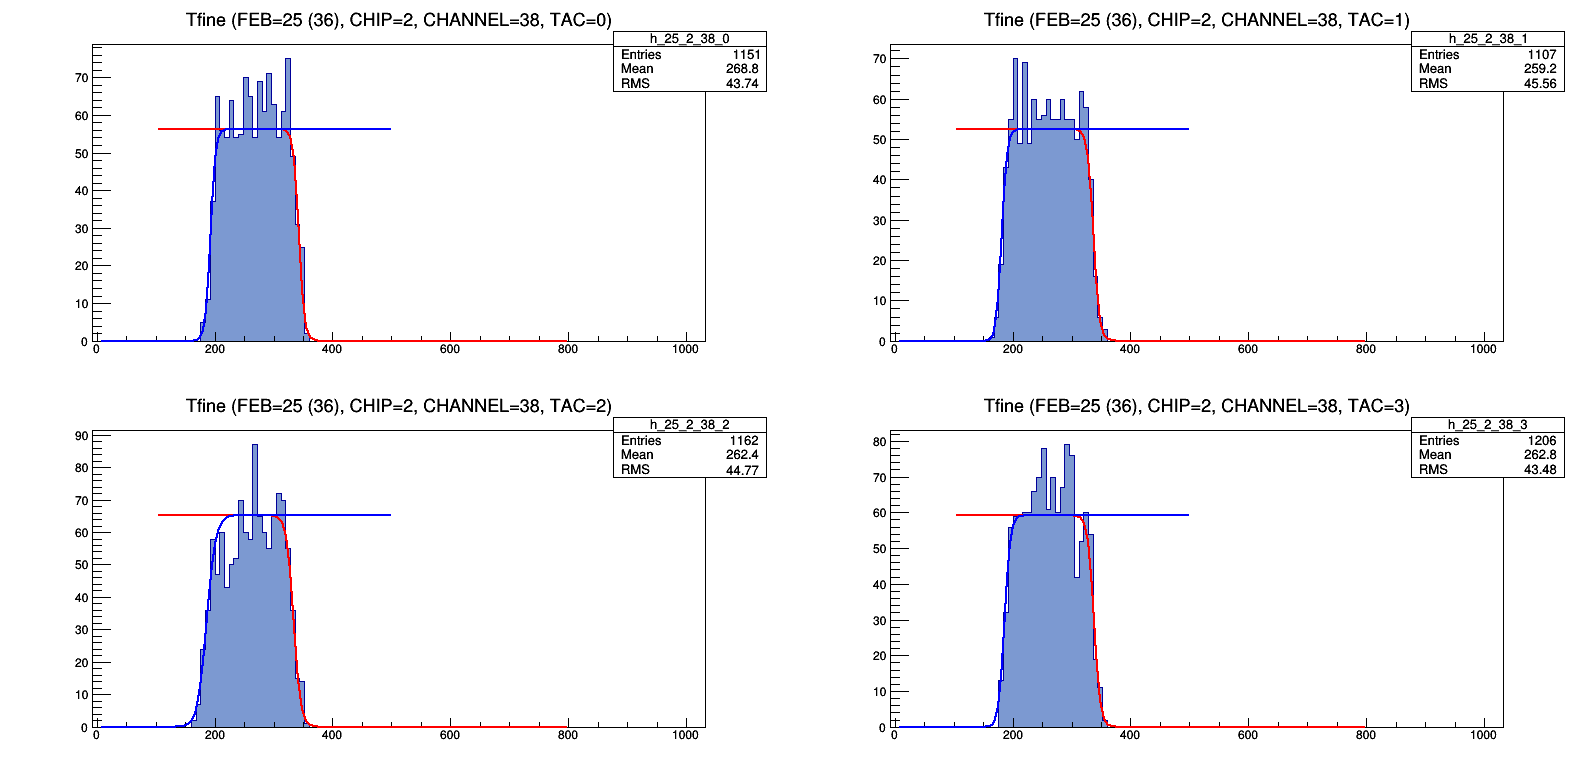 Tfine (FEB=25 (36), CHIP=2, CHANNEL=38, TAC=0)
h_25_2_38_0
Entries 1151
Mean 268.8
RMS 43.74
70
60
50
40
30
20
10
0
0 200 400 600 800 1000
Tfine (FEB=25 (36), CHIP=2, CHANNEL=38, TAC=1)
h_25_2_38_1
Entries 1107
Mean 259.2
RMS 45.56
70
60
50
40
30
20
10
0
0 200 400 600 800 1000
Tfine (FEB=25 (36), CHIP=2, CHANNEL=38, TAC=2)
h_25_2_38_2
Entries 1162
Mean 262.4
RMS 44.77
90
80
70
60
50
40
30
20
10
0
0 200 400 600 800 1000
Tfine (FEB=25 (36), CHIP=2, CHANNEL=38, TAC=3)
h_25_2_38_3
Entries 1206
Mean 262.8
RMS 43.48
80
70
60
50
40
30
20
10
0
0 200 400 600 800 1000